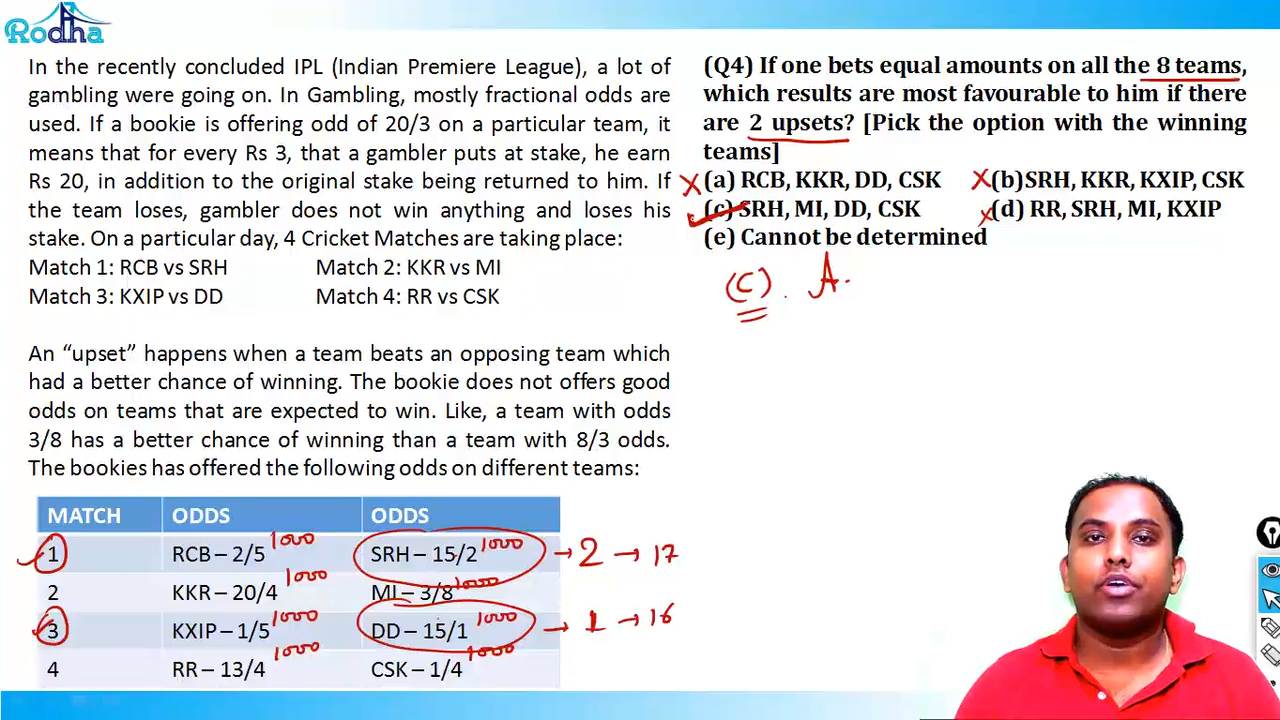 Rodha
In the recently concluded IPL (Indian Premiere League), a lot of
gambling were going on. In Gambling, mostly fractional odds are
used. If a bookie is offering odd of 20/3 on a particular team, it
means that for every Rs 3, that a gambler puts at stake, he earn
Rs 20, in addition to the original stake being returned to him. If
the team loses, gambler does not win anything and loses his
stake. On a particular day, 4 Cricket Matches are taking place:
Match 1: RCB vs SRH Match 2: KKR vs MI
Match 3: KXIP vs DD Match 4: RR vs CSK
An “upset” happens when a team beats an opposing team which
had a better chance of winning. The bookie does not offers good
odds on teams that are expected to win. Like, a team with odds
3/8 has a better chance of winning than a team with 8/3 odds.
The bookies has offered the following odds on different teams:
MATCH ODDS ODDS
1 RCB – 2/5 1000 SRH – 15/2 1000 → 2 → 17
2 KKR – 20/4 1000 MI – 3/8 1000
3 KXIP – 1/5 1000 DD – 15/1 1000 → 1 → 16
4 RR – 13/4 1000 CSK – 1/4 1000
(Q4) If one bets equal amounts on all the 8 teams,
which results are most favourable to him if there
are 2 upsets? [Pick the option with the winning
teams]
(a) RCB, KKR, DD, CSK (b)SRH, KKR, KXIP, CSK
(c) SRH, MI, DD, CSK (d) RR, SRH, MI, KXIP
(e) Cannot be determined
(C). A.